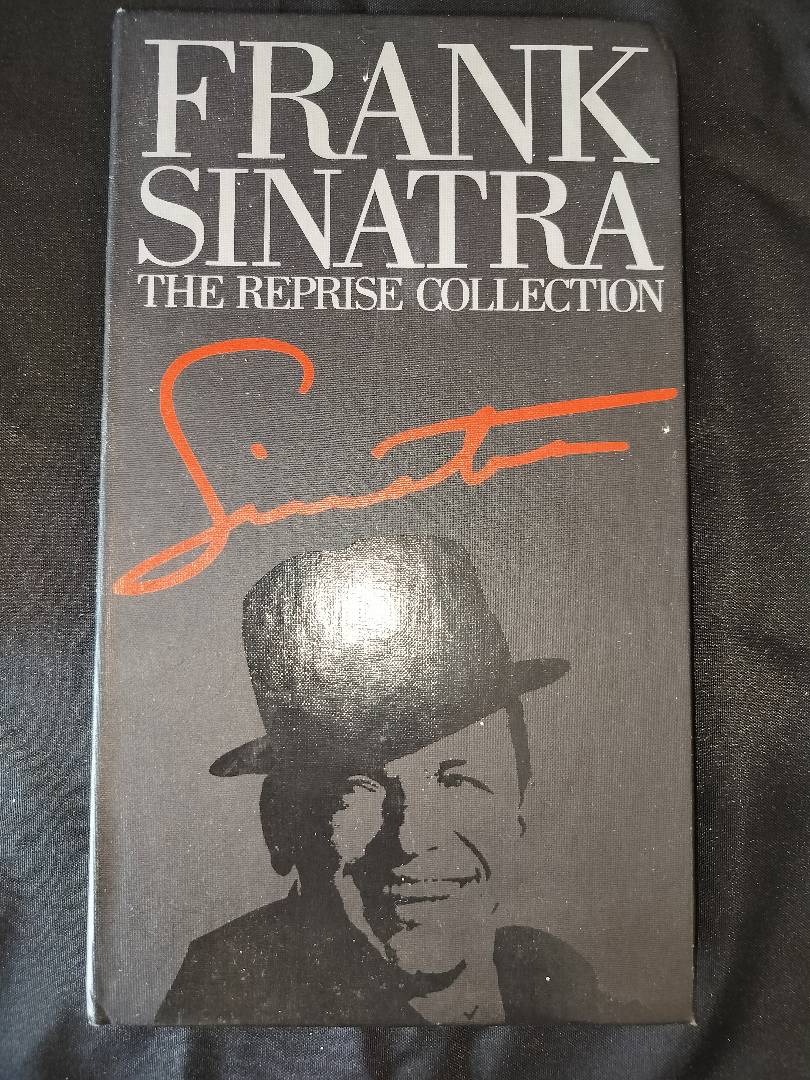 FRANK
SINATRA
THE REPRISE COLLECTION
Sinatra